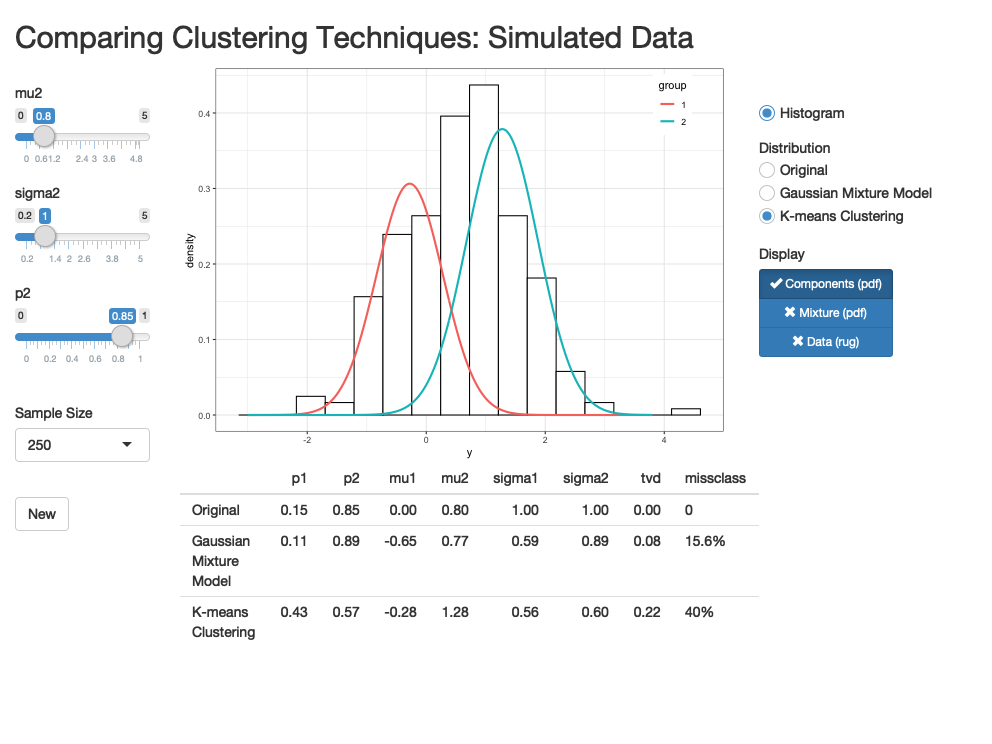 Comparing Clustering Techniques: Simulated Data
mu2
0 0.8 5
0 0.6 1.2 2.4 3 3.6 4.8
sigma2
0.2 1 5
0.2 1.4 2 2.6 3.8 5
p2
0 0.85 1
0 0.2 0.4 0.6 0.8 1
Sample Size
250
New
density
0.4
0.3
0.2
0.1
0.0
-2 0 2 4
y
group
1
2
Histogram
Distribution
Original
Gaussian Mixture Model
K-means Clustering
Display
Components (pdf)
Mixture (pdf)
Data (rug)
p1 p2 mu1 mu2 sigma1 sigma2 tvd missclass
Original 0.15 0.85 0.00 0.80 1.00 1.00 0.00 0
Gaussian 0.11 0.89 -0.65 0.77 0.59 0.89 0.08 15.6%
Mixture
Model
K-means 0.43 0.57 -0.28 1.28 0.56 0.60 0.22 40%
Clustering